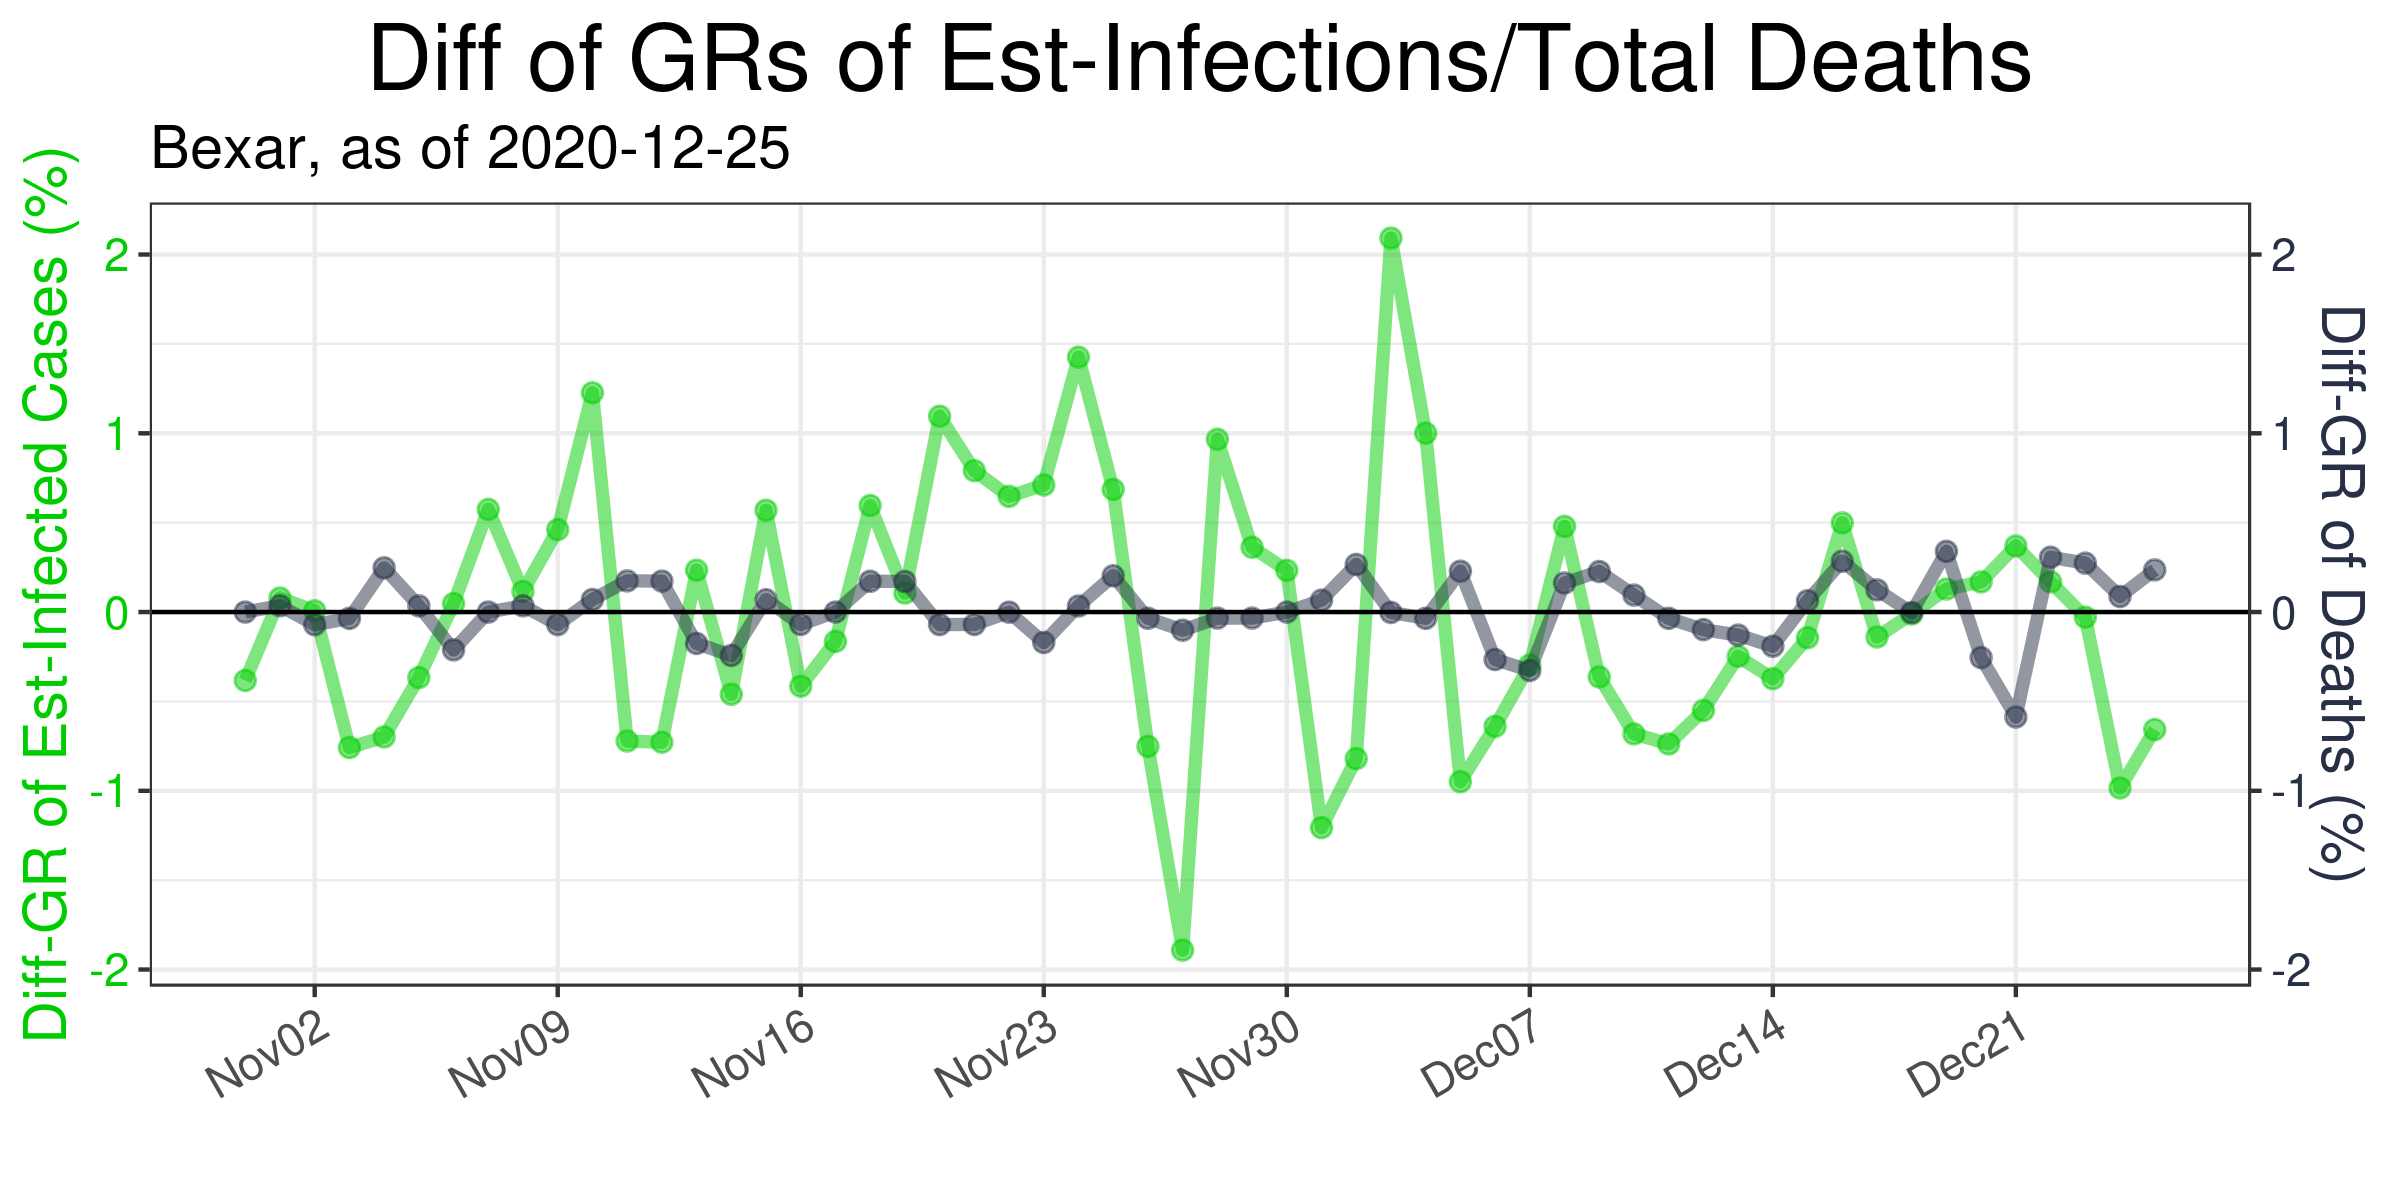 Diff of GRs of Est-Infections/Total Deaths
Bexar, as of 2020-12-25
Diff-GR of Est-Infected Cases (%)
2
1
0
-1
-2
2
1
0
-1
-2
Diff-GR of Deaths (%)
Nov02
Nov09
Nov16
Nov23
Nov30
Dec07
Dec14
Dec21